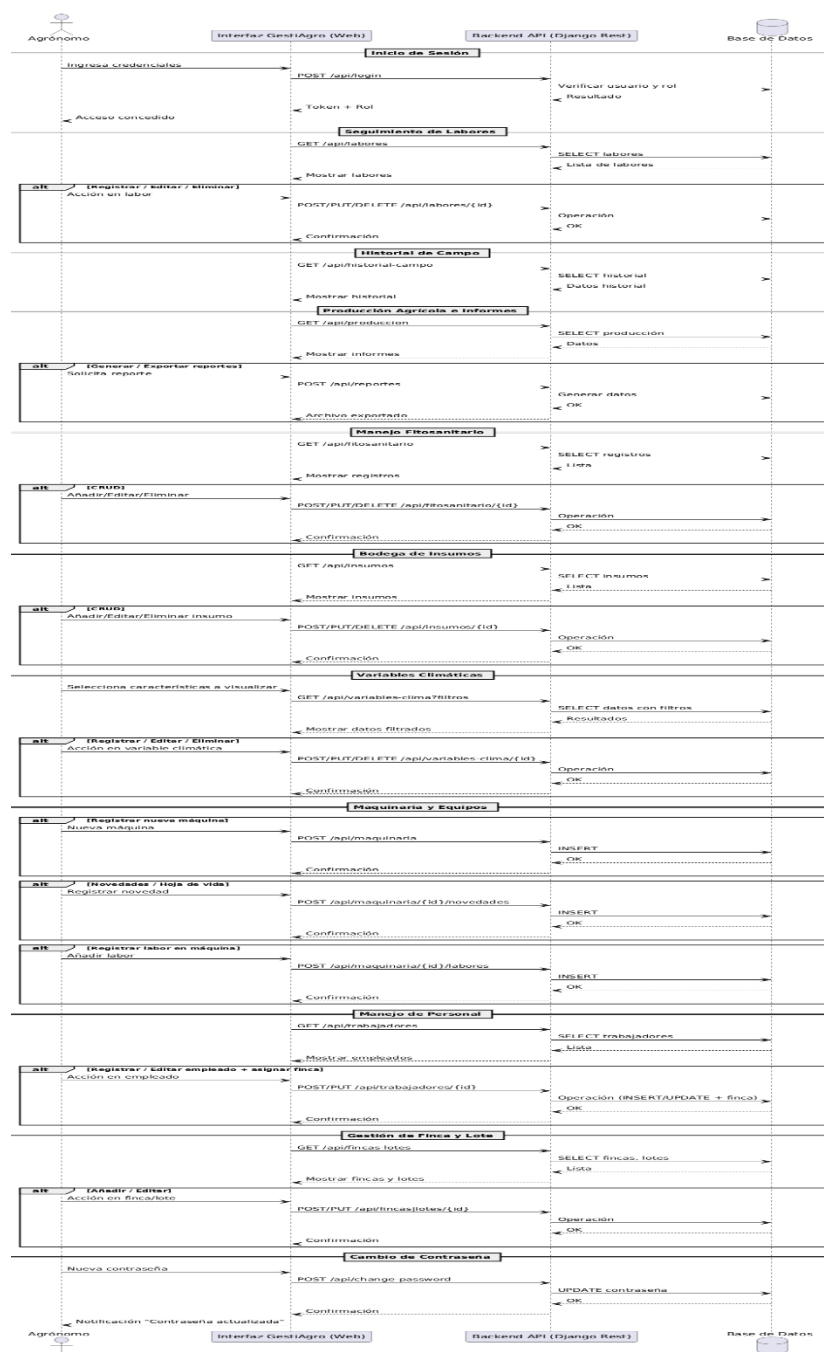 Agrónomo
Interfaz GestiAgro (Web)
Backend API (Django Rest)
Base de Datos
Inicio de Sesión
Ingresa credenciales
POST /api/login
Verificar usuario y rol
Resultado
Token + Rol
Acceso concedido
Seguimiento de Labores
GET /api/labores
SELECT labores
Lista de labores
Mostrar labores
alt [Registrar / Editar / Eliminar]
Acción en labor
POST/PUT/DELETE /api/labores/{id}
Operación
OK
Confirmación
Historial de Campo
GET /api/historial-campo
SELECT historial
Datos historial
Mostrar historial
Producción Agrícola e Informes
GET /api/produccion
SELECT producción
Datos
Mostrar informes
alt [Generar / Exportar reportes]
Solicita reporte
POST /api/reportes
Generar datos
OK
Archivo exportado
Manejo Fitosanitario
GET /api/fitosanitario
SELECT registros
Lista
Mostrar registros
alt [CRUD]
Añadir/Editar/Eliminar
POST/PUT/DELETE /api/fitosanitario/{id}
Operación
OK
Confirmación
Bodega de Insumos
GET /api/insumos
SELECT insumos
Lista
Mostrar insumos
alt [CRUD]
Añadir/Editar/Eliminar insumo
POST/PUT/DELETE /api/insumos/{id}
Operación
OK
Confirmación
Variables Climáticas
Selecciona características a visualizar
GET /api/variables-clima?filtros
SELECT datos con filtros
Resultados
Mostrar datos filtrados
alt [Registrar / Editar / Eliminar]
Acción en variable climática
POST/PUT/DELETE /api/variables-clima/{id}
Operación
OK
Confirmación
Maquinaria y Equipos
alt [Registrar nueva máquina]
Nueva máquina
POST /api/maquinaria
INSERT
OK
Confirmación
alt [Novedades / Hoja de vida]
Registrar novedad
POST /api/maquinaria/{id}/novedades
INSERT
OK
Confirmación
alt [Registrar labor en máquina]
Añadir labor
POST /api/maquinaria/{id}/labores
INSERT
OK
Confirmación
Manejo de Personal
GET /api/trabajadores
SELECT trabajadores
Lista
Mostrar empleados
alt [Registrar / Editar empleado + asignar finca]
Acción en empleado
POST/PUT /api/trabajadores/{id}
Operación (INSERT/UPDATE + finca)
OK
Confirmación
Gestión de Finca y Lote
GET /api/fincas-lotes
SELECT fincas, lotes
Lista
Mostrar fincas y lotes
alt [Añadir / Editar]
Acción en finca/lote
POST/PUT /api/fincas|lotes/{id}
Operación
OK
Confirmación
Cambio de Contraseña
Nueva contraseña
POST /api/change-password
UPDATE contraseña
OK
Confirmación
Notificación "Contraseña actualizada"
Agrónomo
Interfaz GestiAgro (Web)
Backend API (Django Rest)
Base de Datos